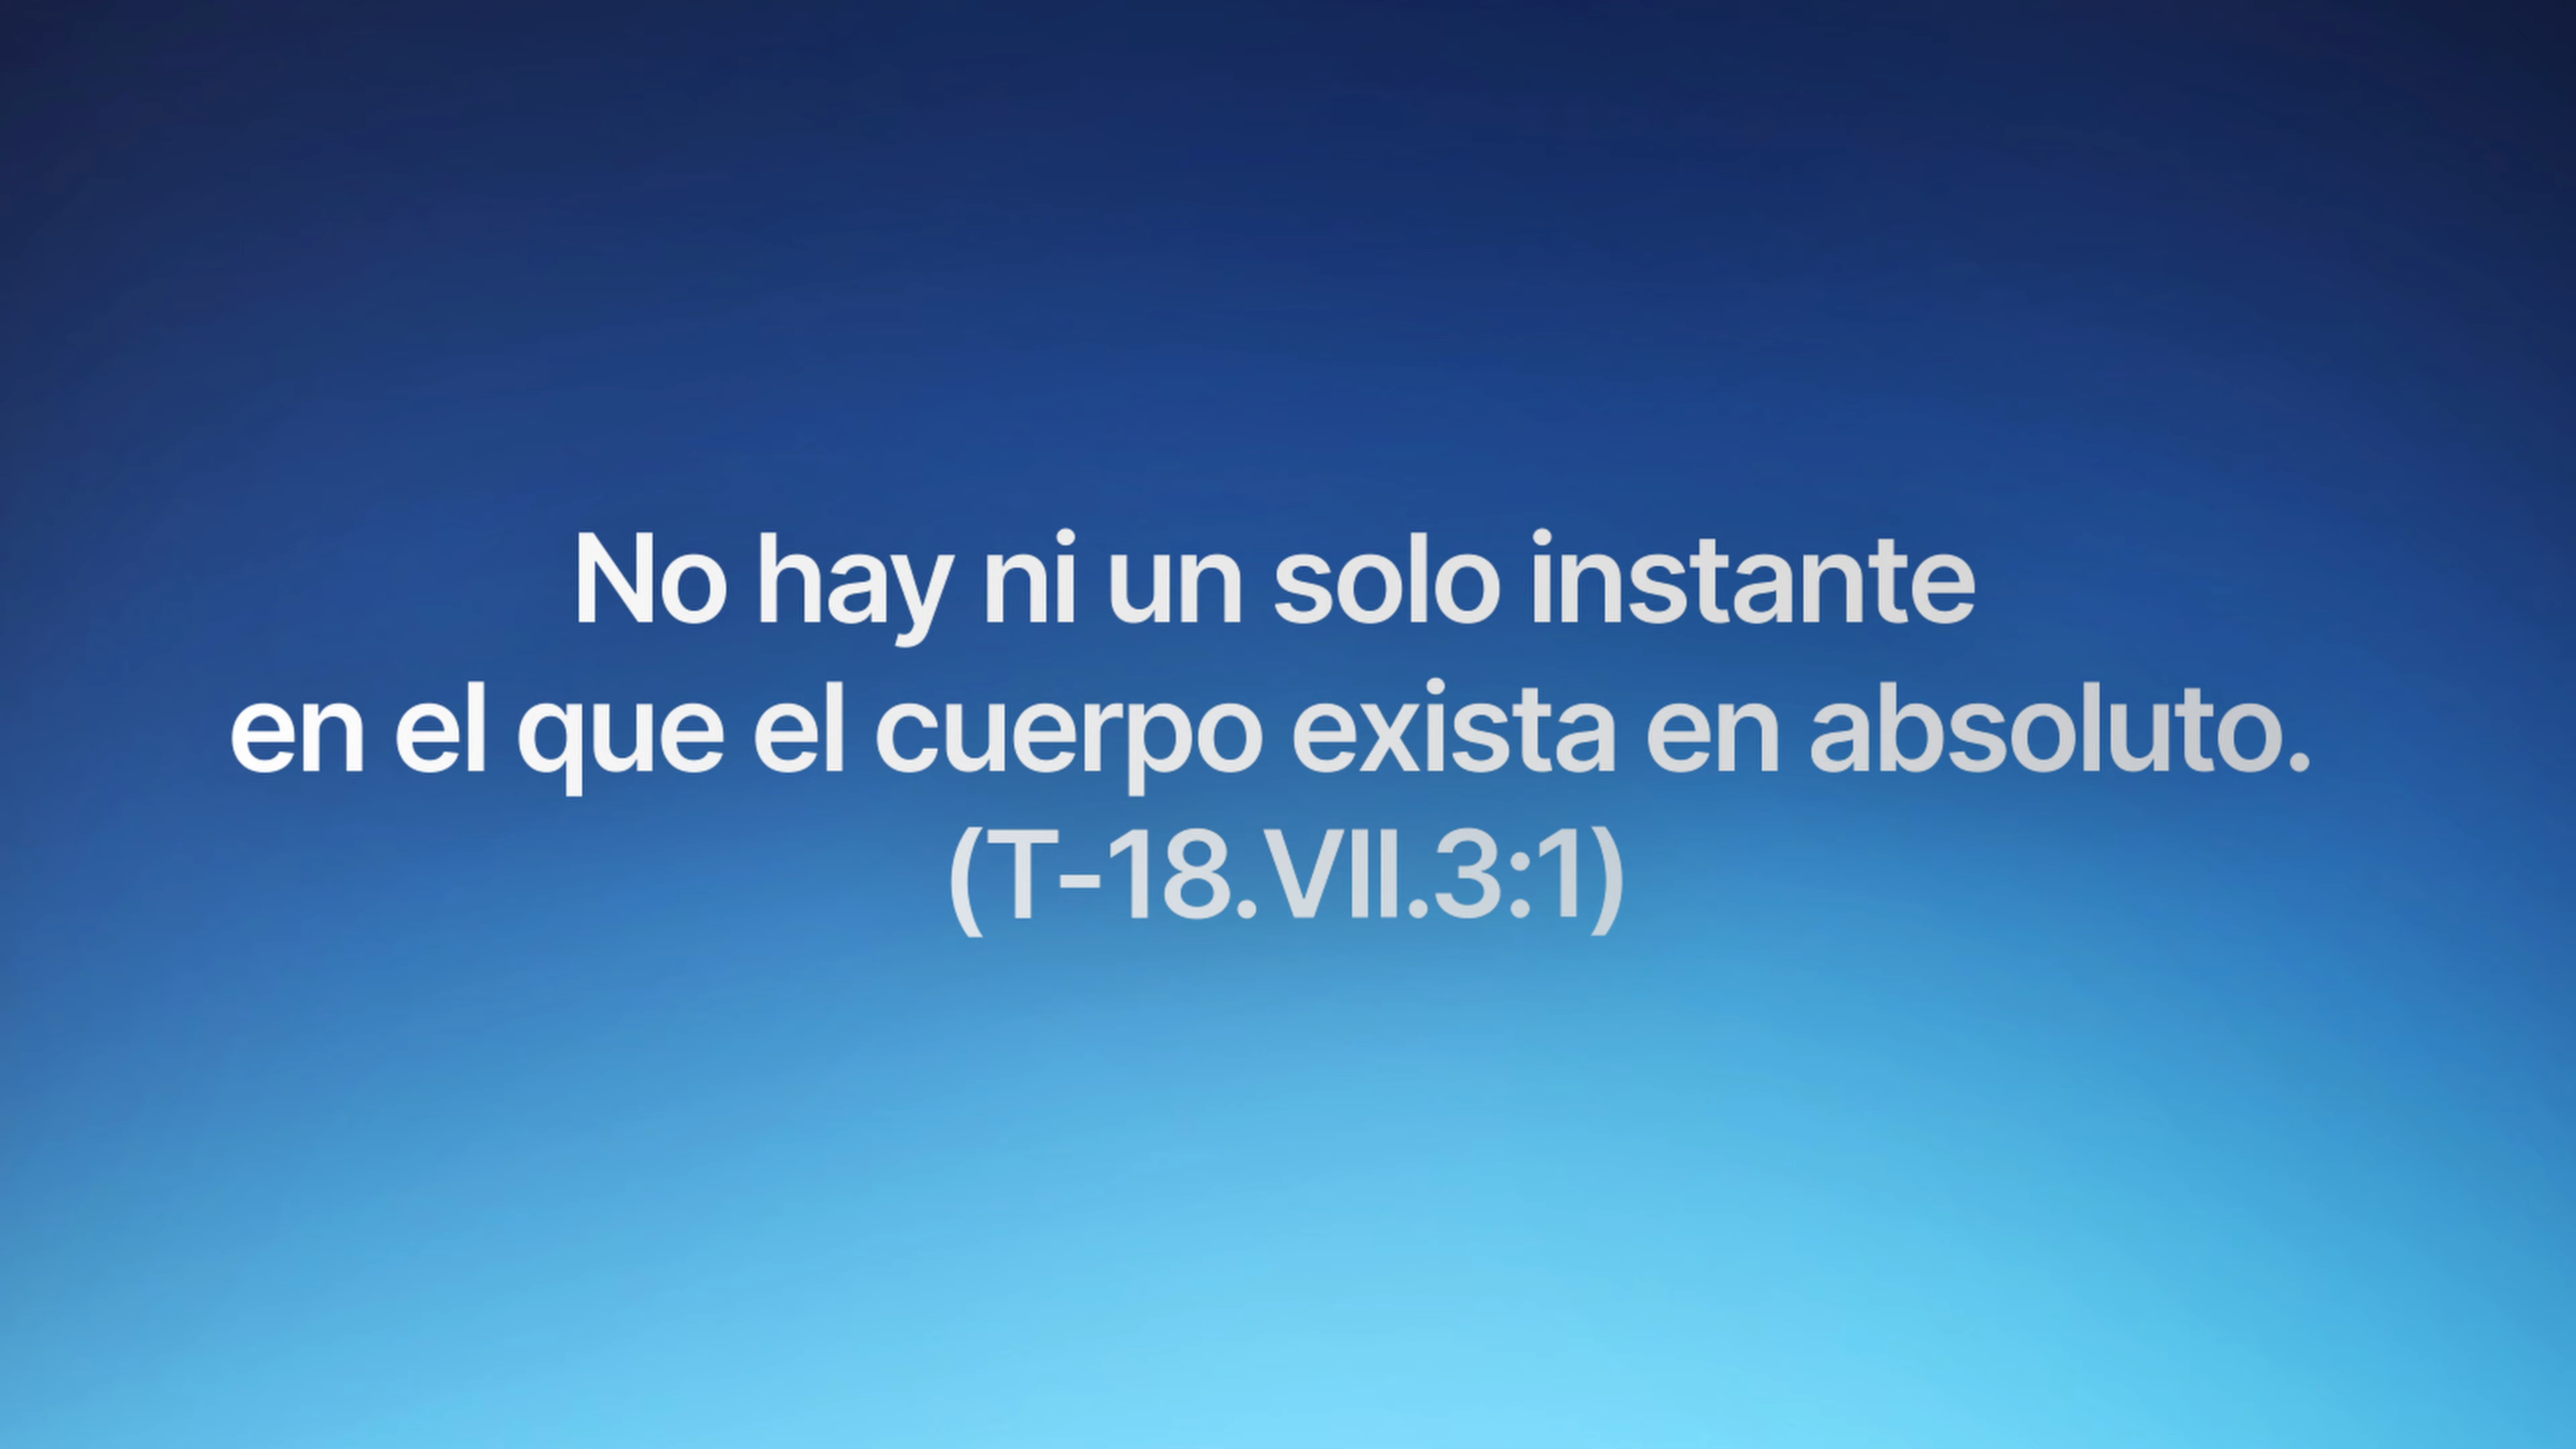 No hay ni un solo instante
en el que el cuerpo exista en absoluto.
(T-18.VII.3:1)